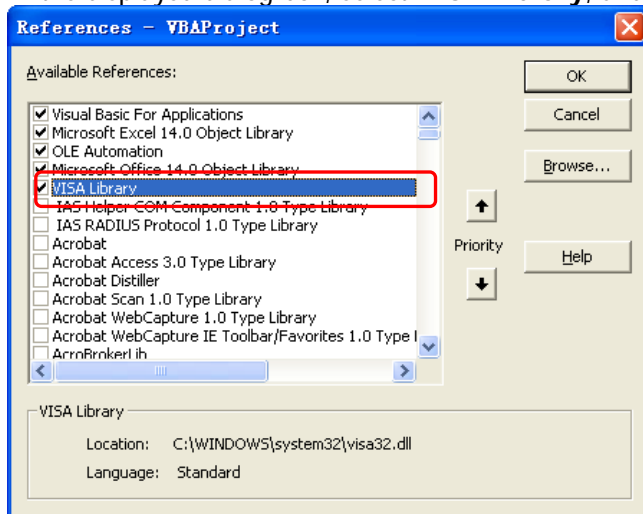 References - VBAProject
Available References:
OK
Visual Basic For Applications
Cancel
Microsoft Excel 14.0 Object Library
OLE Automation
Microsoft Office 14.0 Object Library
Browse...
VISA Library
IAS Helper COM Component 1.0 Type Library
IAS RADIUS Protocol 1.0 Type Library
Acrobat
Priority
Acrobat Access 3.0 Type Library
Help
Acrobat Distiller
Acrobat Scan 1.0 Type Library
Acrobat WebCapture 1.0 Type Library
Acrobat WebCapture IE Toolbar/Favorites 1.0 Type
AcroBrokerLib
VISA Library
Location: C:\WINDOWS\system32\visa32.dll
Language: Standard